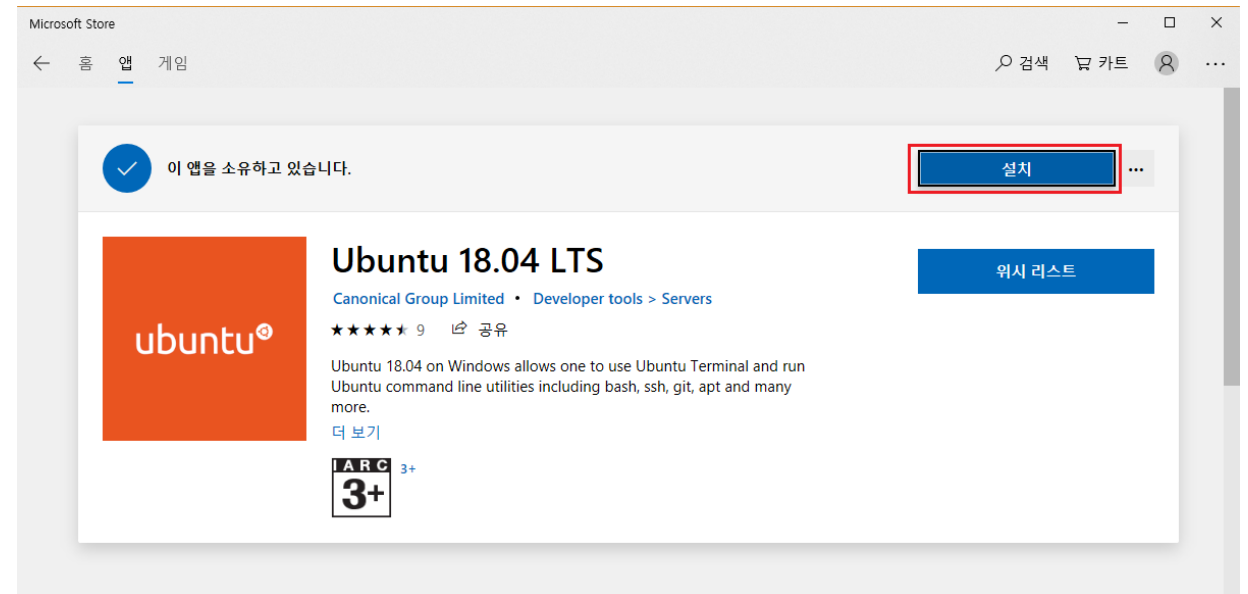 Microsoft Store
홈 앱 게임 검색 카트
이 앱을 소유하고 있습니다. 설치
ubuntu
Ubuntu 18.04 LTS
위시 리스트
Canonical Group Limited • Developer tools > Servers
9 공유
Ubuntu 18.04 on Windows allows one to use Ubuntu Terminal and run
Ubuntu command line utilities including bash, ssh, git, apt and many
more.
더 보기
IARC 3+
3+